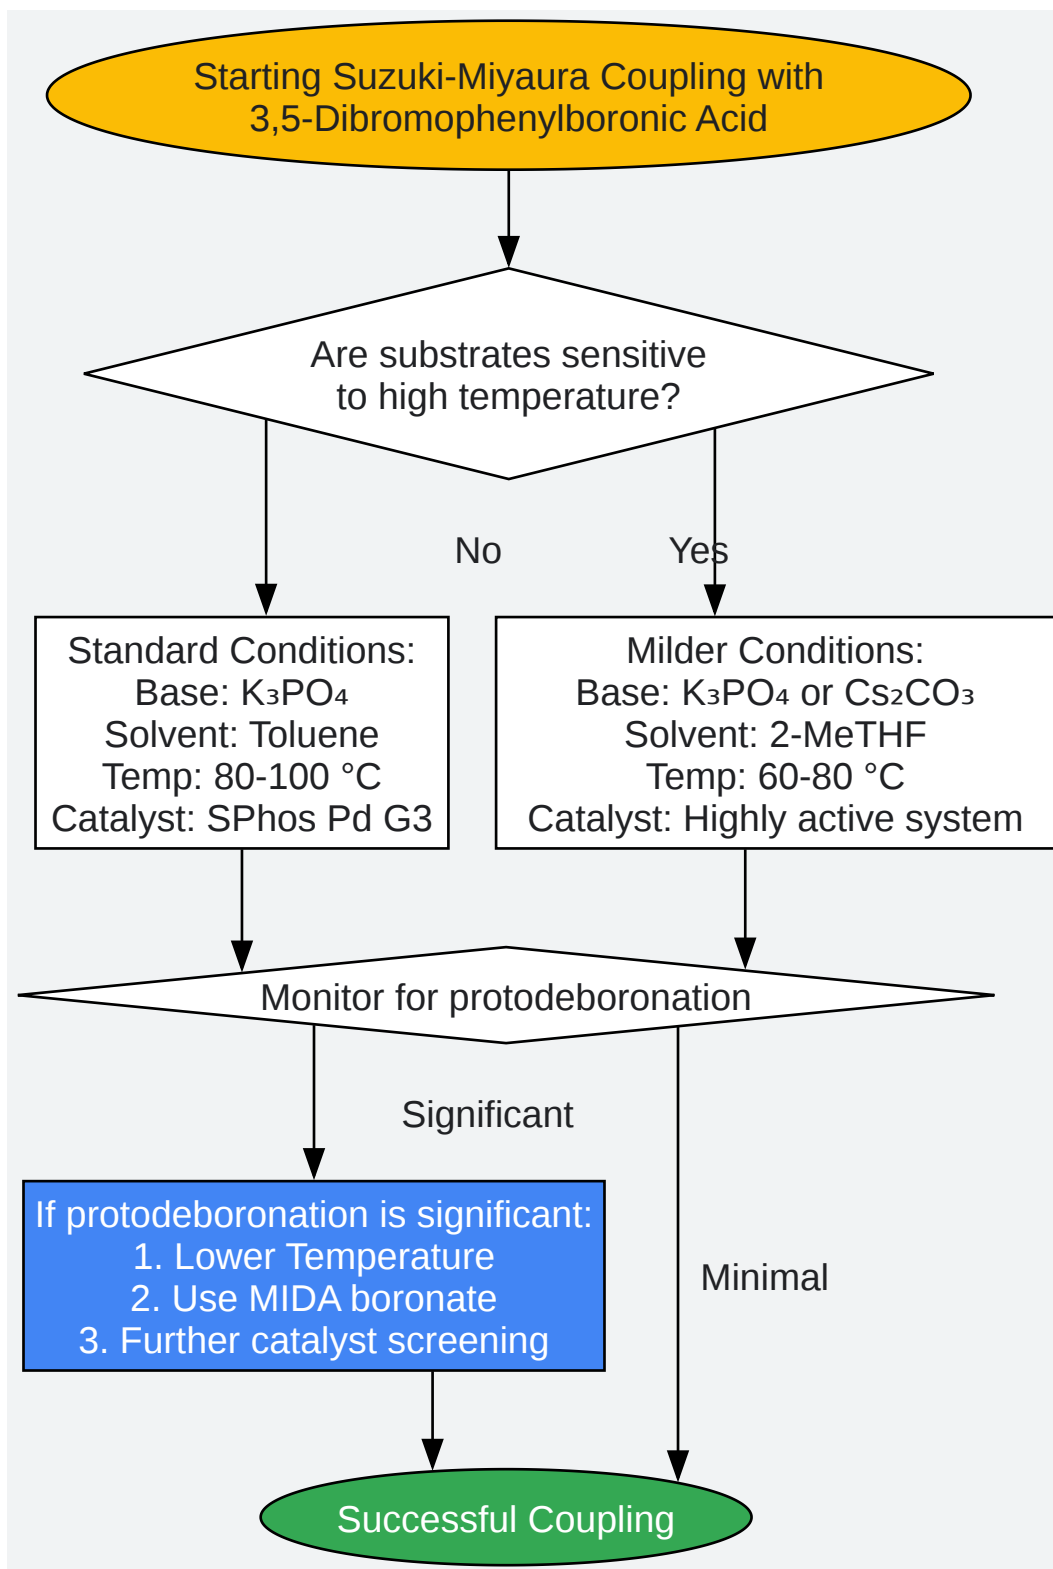 Starting Suzuki-Miyaura Coupling with
3,5-Dibromophenylboronic Acid
Are substrates sensitive
to high temperature?
No
Yes
Standard Conditions:
Base: K₃PO₄
Solvent: Toluene
Temp: 80-100 °C
Catalyst: SPhos Pd G3
Milder Conditions:
Base: K₃PO₄ or Cs₂CO₃
Solvent: 2-MeTHF
Temp: 60-80 °C
Catalyst: Highly active system
Monitor for protodeboronation
Significant
If protodeboronation is significant:
1. Lower Temperature
2. Use MIDA boronate
3. Further catalyst screening
Minimal
Successful Coupling